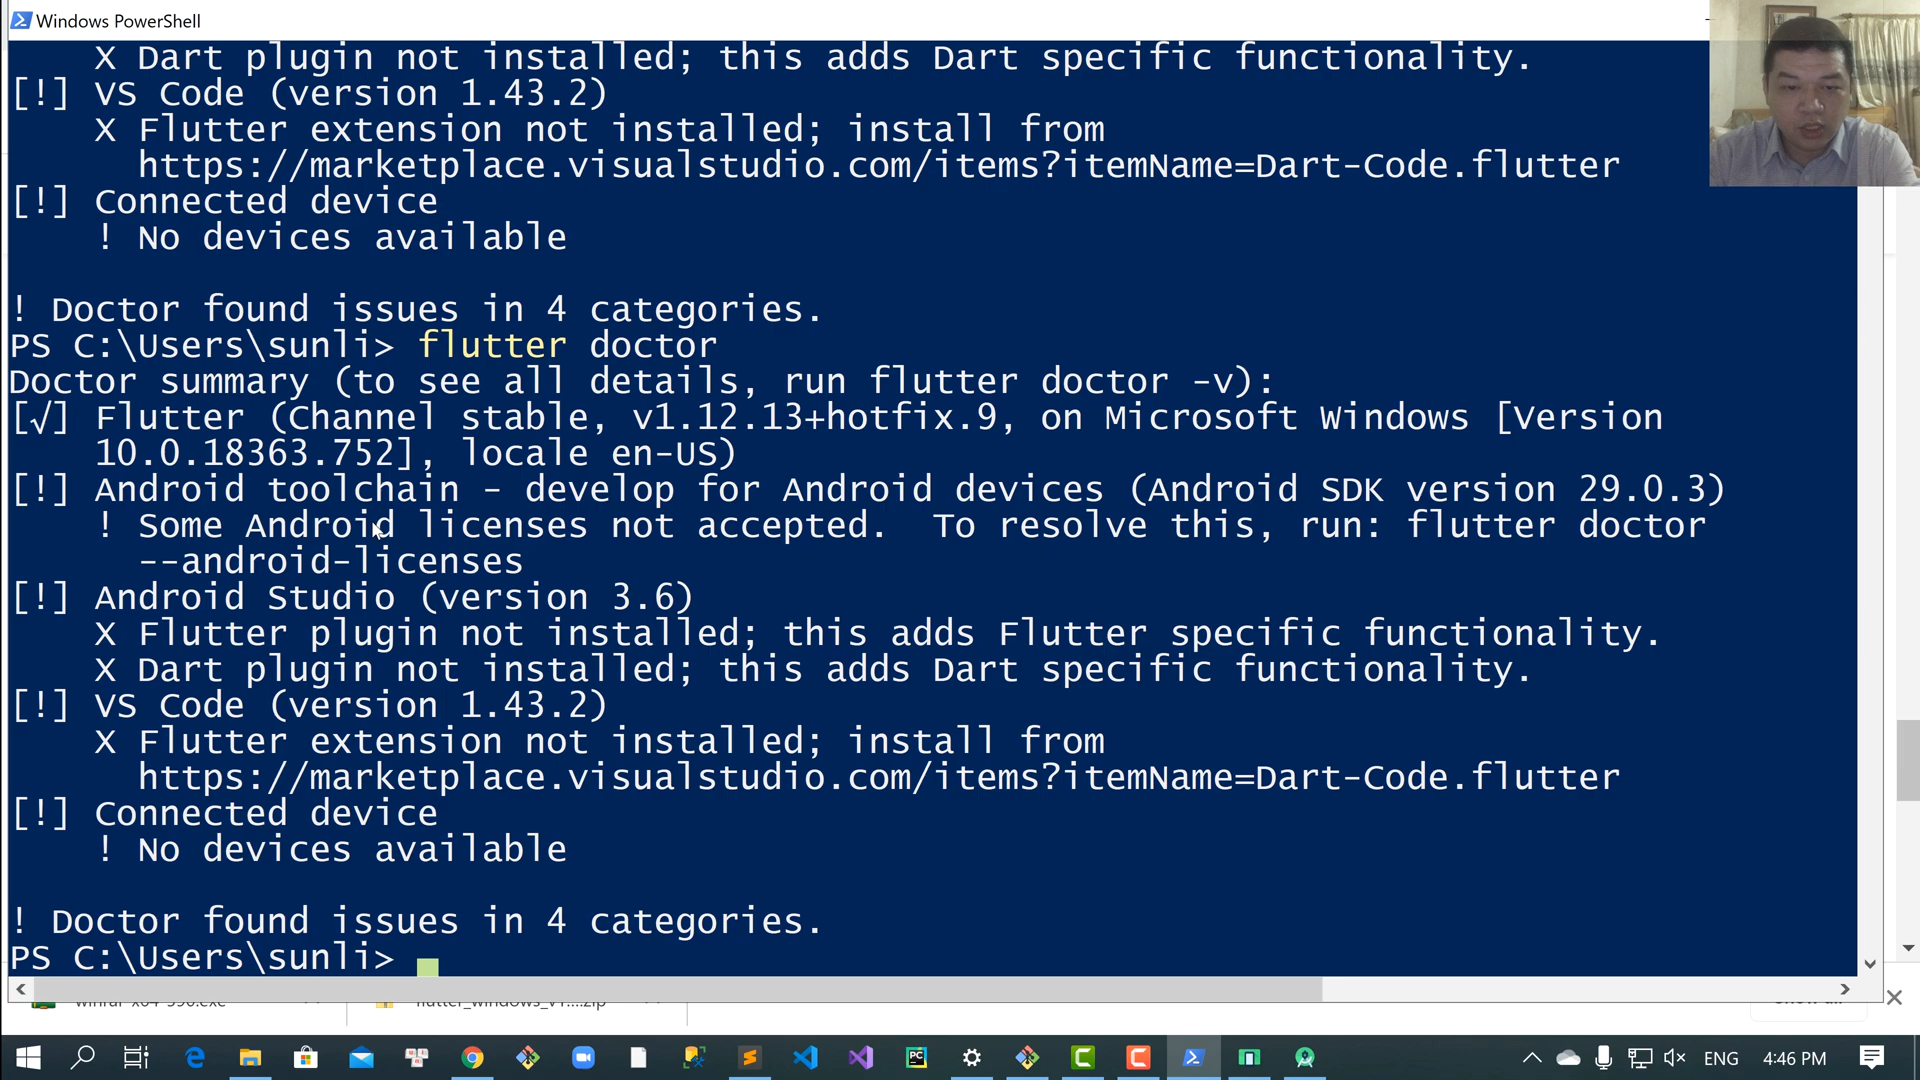 Windows PowerShell
X Dart plugin not installed; this adds Dart specific functionality.
[!] VS Code (version 1.43.2)
X Flutter extension not installed; install from
https://marketplace.visualstudio.com/items?itemName=Dart-Code.flutter
[!] Connected device
! No devices available
! Doctor found issues in 4 categories.
PS C:\Users\sunli> flutter doctor
Doctor summary (to see all details, run flutter doctor -v):
[√] Flutter (Channel stable, v1.12.13+hotfix.9, on Microsoft Windows [Version
10.0.18363.752], locale en-US)
[!] Android toolchain - develop for Android devices (Android SDK version 29.0.3)
! Some Android licenses not accepted.  To resolve this, run: flutter doctor
--android-licenses
[!] Android Studio (version 3.6)
X Flutter plugin not installed; this adds Flutter specific functionality.
X Dart plugin not installed; this adds Dart specific functionality.
[!] VS Code (version 1.43.2)
X Flutter extension not installed; install from
https://marketplace.visualstudio.com/items?itemName=Dart-Code.flutter
[!] Connected device
! No devices available
! Doctor found issues in 4 categories.
PS C:\Users\sunli>
ENG
4:46 PM